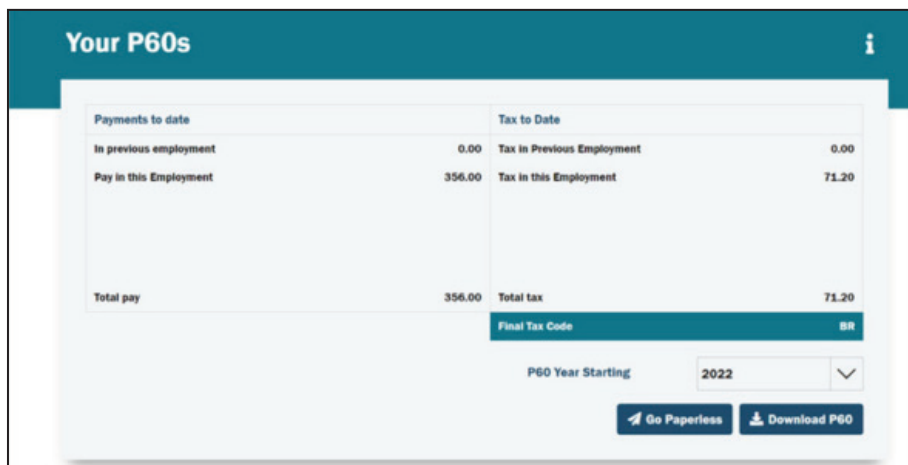 Your P60s
Payments to date Tax to Date
In previous employment 0.00 Tax in Previous Employment 0.00
Pay in this Employment 356.00 Tax in this Employment 71.20
Total pay 356.00 Total tax 71.20
Final Tax Code BR
P60 Year Starting 2022
Go Paperless Download P60